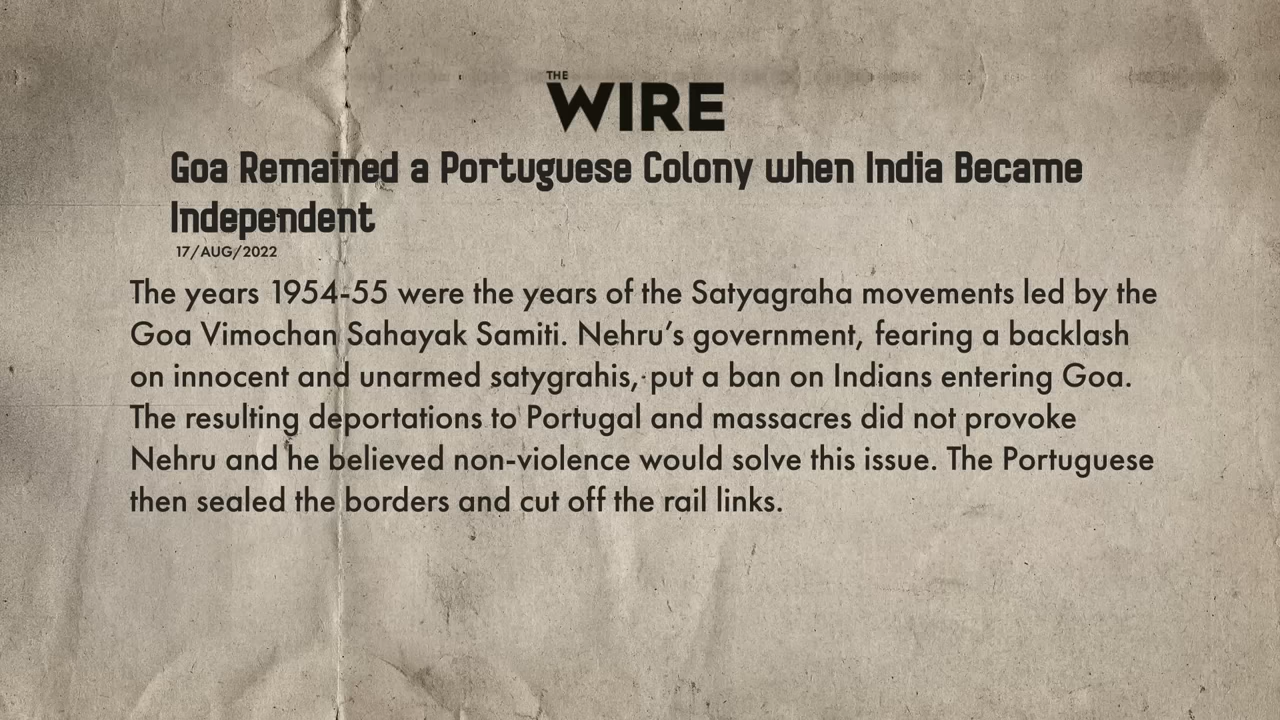 THE
WIRE
Goa Remained a Portuguese Colony when India Became
Independent
17/AUG/2022
The years 1954-55 were the years of the Satyagraha movements led by the
Goa Vimochan Sahayak Samiti. Nehru’s government, fearing a backlash
on innocent and unarmed satygrahis, put a ban on Indians entering Goa.
The resulting deportations to Portugal and massacres did not provoke
Nehru and he believed non-violence would solve this issue. The Portuguese
then sealed the borders and cut off the rail links.